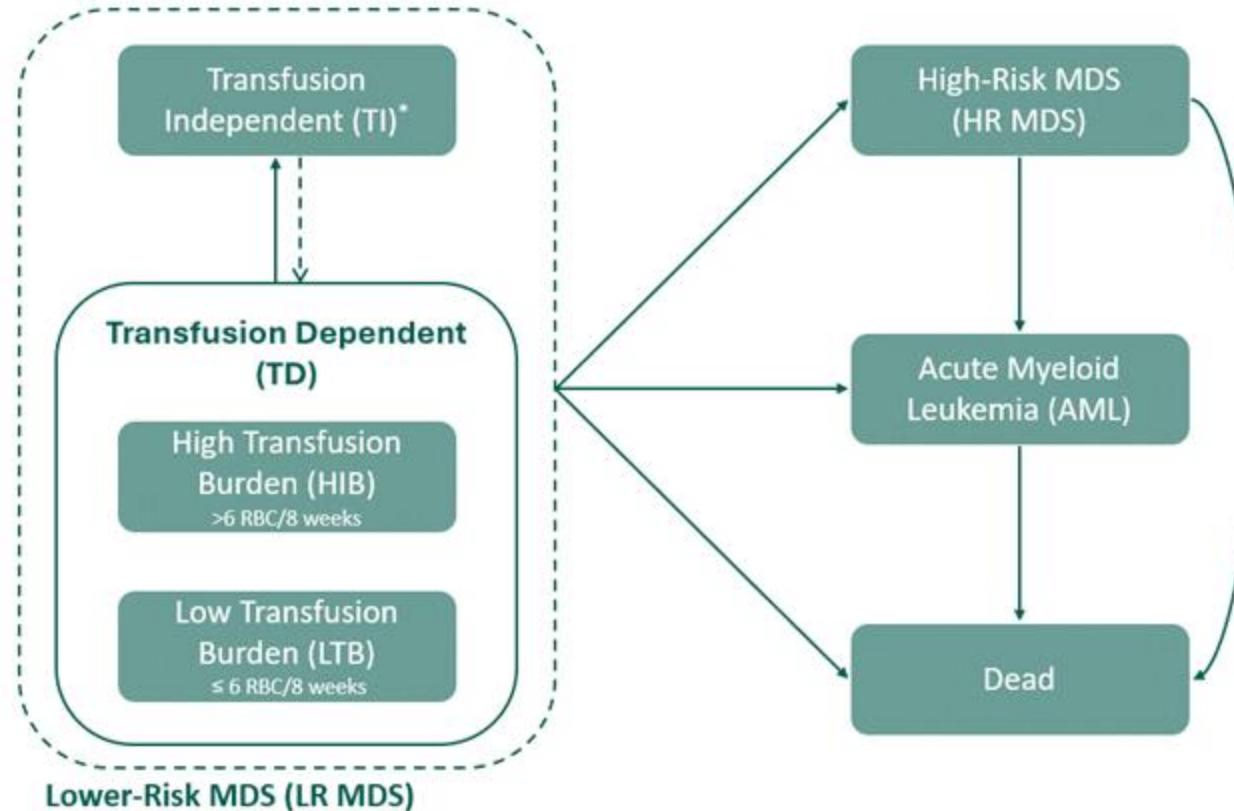 Transfusion
Independent (TI)*
Transfusion Dependent
(TD)
High Transfusion
Burden (HIB)
>6 RBC/8 weeks
Low Transfusion
Burden (LTB)
≤ 6 RBC/8 weeks
Lower-Risk MDS (LR MDS)
High-Risk MDS
(HR MDS)
Acute Myeloid
Leukemia (AML)
Dead